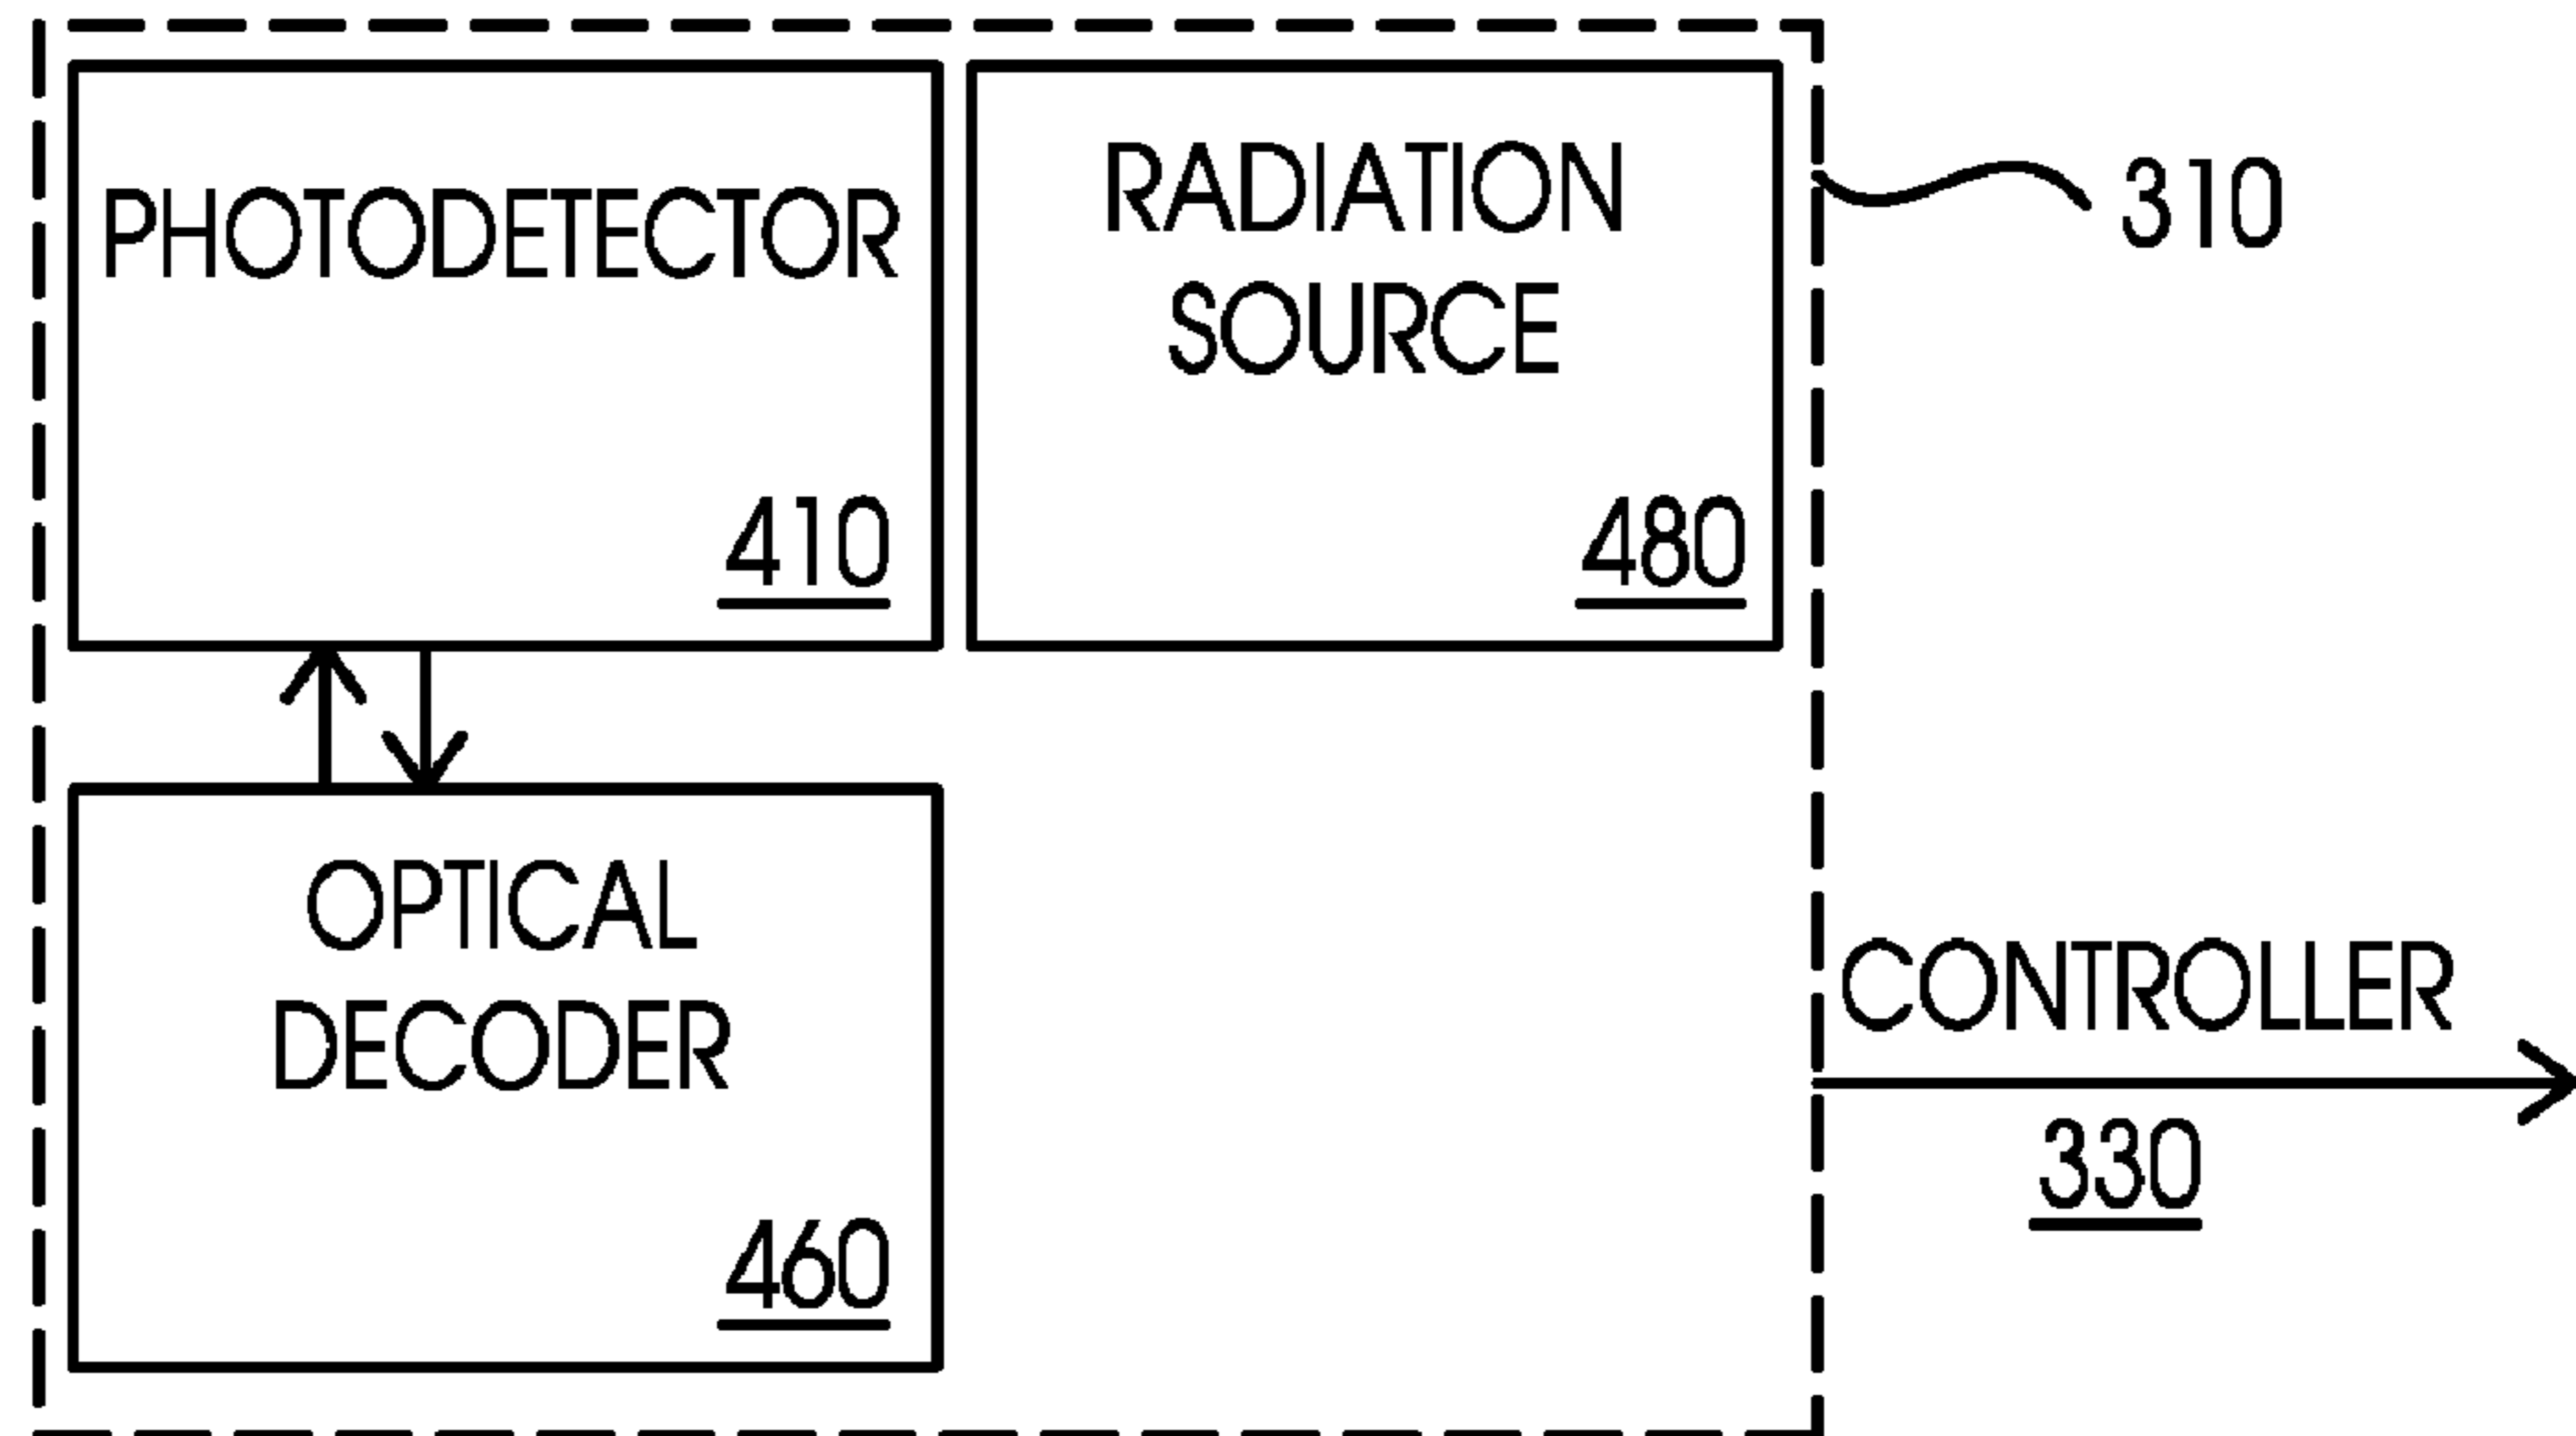 PHOTODETECTOR
410
RADIATION
SOURCE
480
310
OPTICAL
DECODER
460
CONTROLLER
330